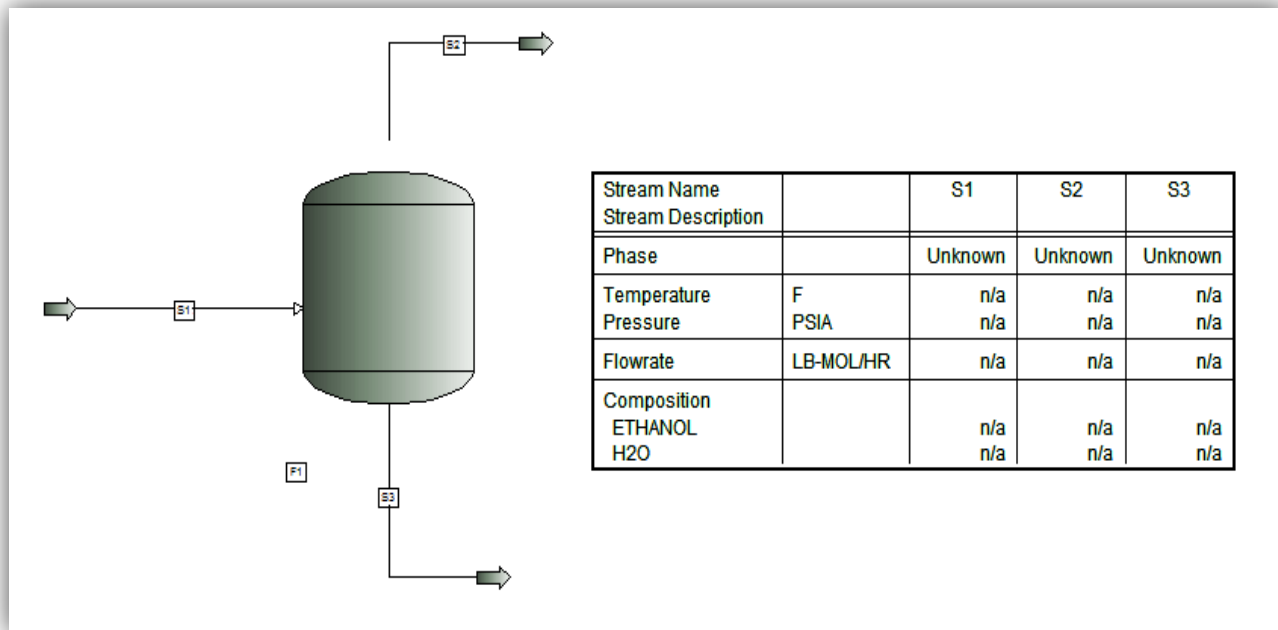 S2
S1
F1
S3
Stream Name S1 S2 S3
Stream Description
Phase Unknown Unknown Unknown
Temperature F n/a n/a n/a
Pressure PSIA n/a n/a n/a
Flowrate LB-MOL/HR n/a n/a n/a
Composition
ETHANOL n/a n/a n/a
H2O n/a n/a n/a